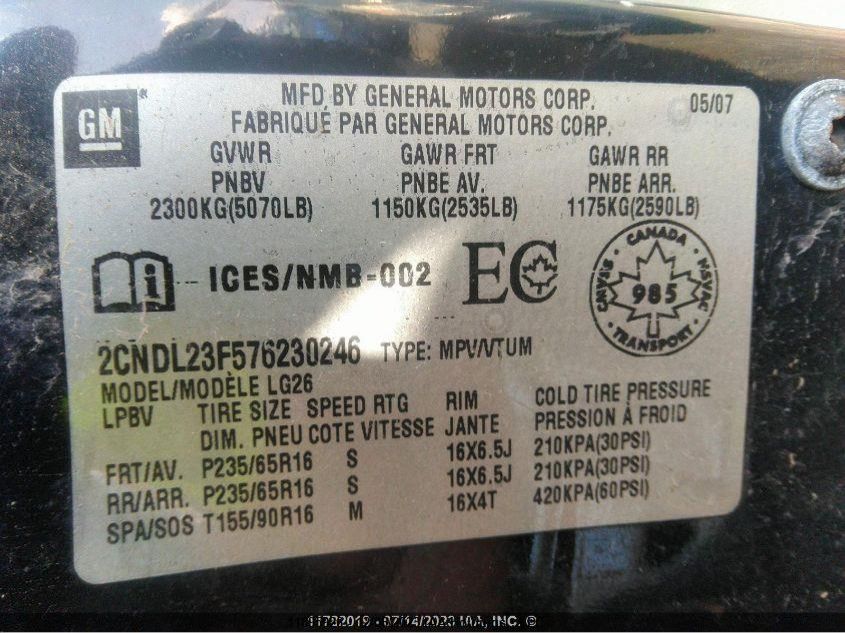 GM
MFD BY GENERAL MOTORS CORP. 05/07
FABRIQUÉ PAR GENERAL MOTORS CORP.
GVWR GAWR FRT GAWR RR
PNBV PNBE AV. PNBE ARR.
2300KG(5070LB) 1150KG(2535LB) 1175KG(2590LB)
ICES/NMB-002 EC
CANADA
CMVSS NSVAC
985
TRANSPORT
2CNDL23F576230246 TYPE: MPV/VTUM
MODEL/MODÈLE LG26
LPBV TIRE SIZE SPEED RTG RIM COLD TIRE PRESSURE
DIM. PNEU COTE VITESSE JANTE PRESSION À FROID
FRT/AV. P235/65R16 S 16X6.5J 210KPA(30PSI)
RR/ARR. P235/65R16 S 16X6.5J 210KPA(30PSI)
SPA/SOS T155/90R16 M 16X4T 420KPA(60PSI)
IAA, INC. ©